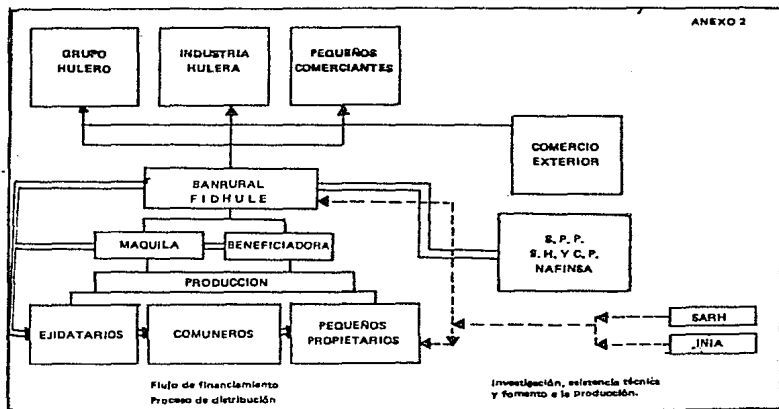 ANEXO 2
GRUPO
HULERO
INDUSTRIA
HULERA
PEQUEÑOS
COMERCIANTES
COMERCIO
EXTERIOR
BANRURAL
FIDHULE
S. P. P.
S. H. Y C. P.
NAFINSA
MAQUILA
BENEFICIADORA
PRODUCCION
EJIDATARIOS
COMUNEROS
PEQUEÑOS
PROPIETARIOS
SARH
INIA
Flujo de financiamiento
Proceso de distribución
Investigación, asistencia técnica
y fomento a la producción.